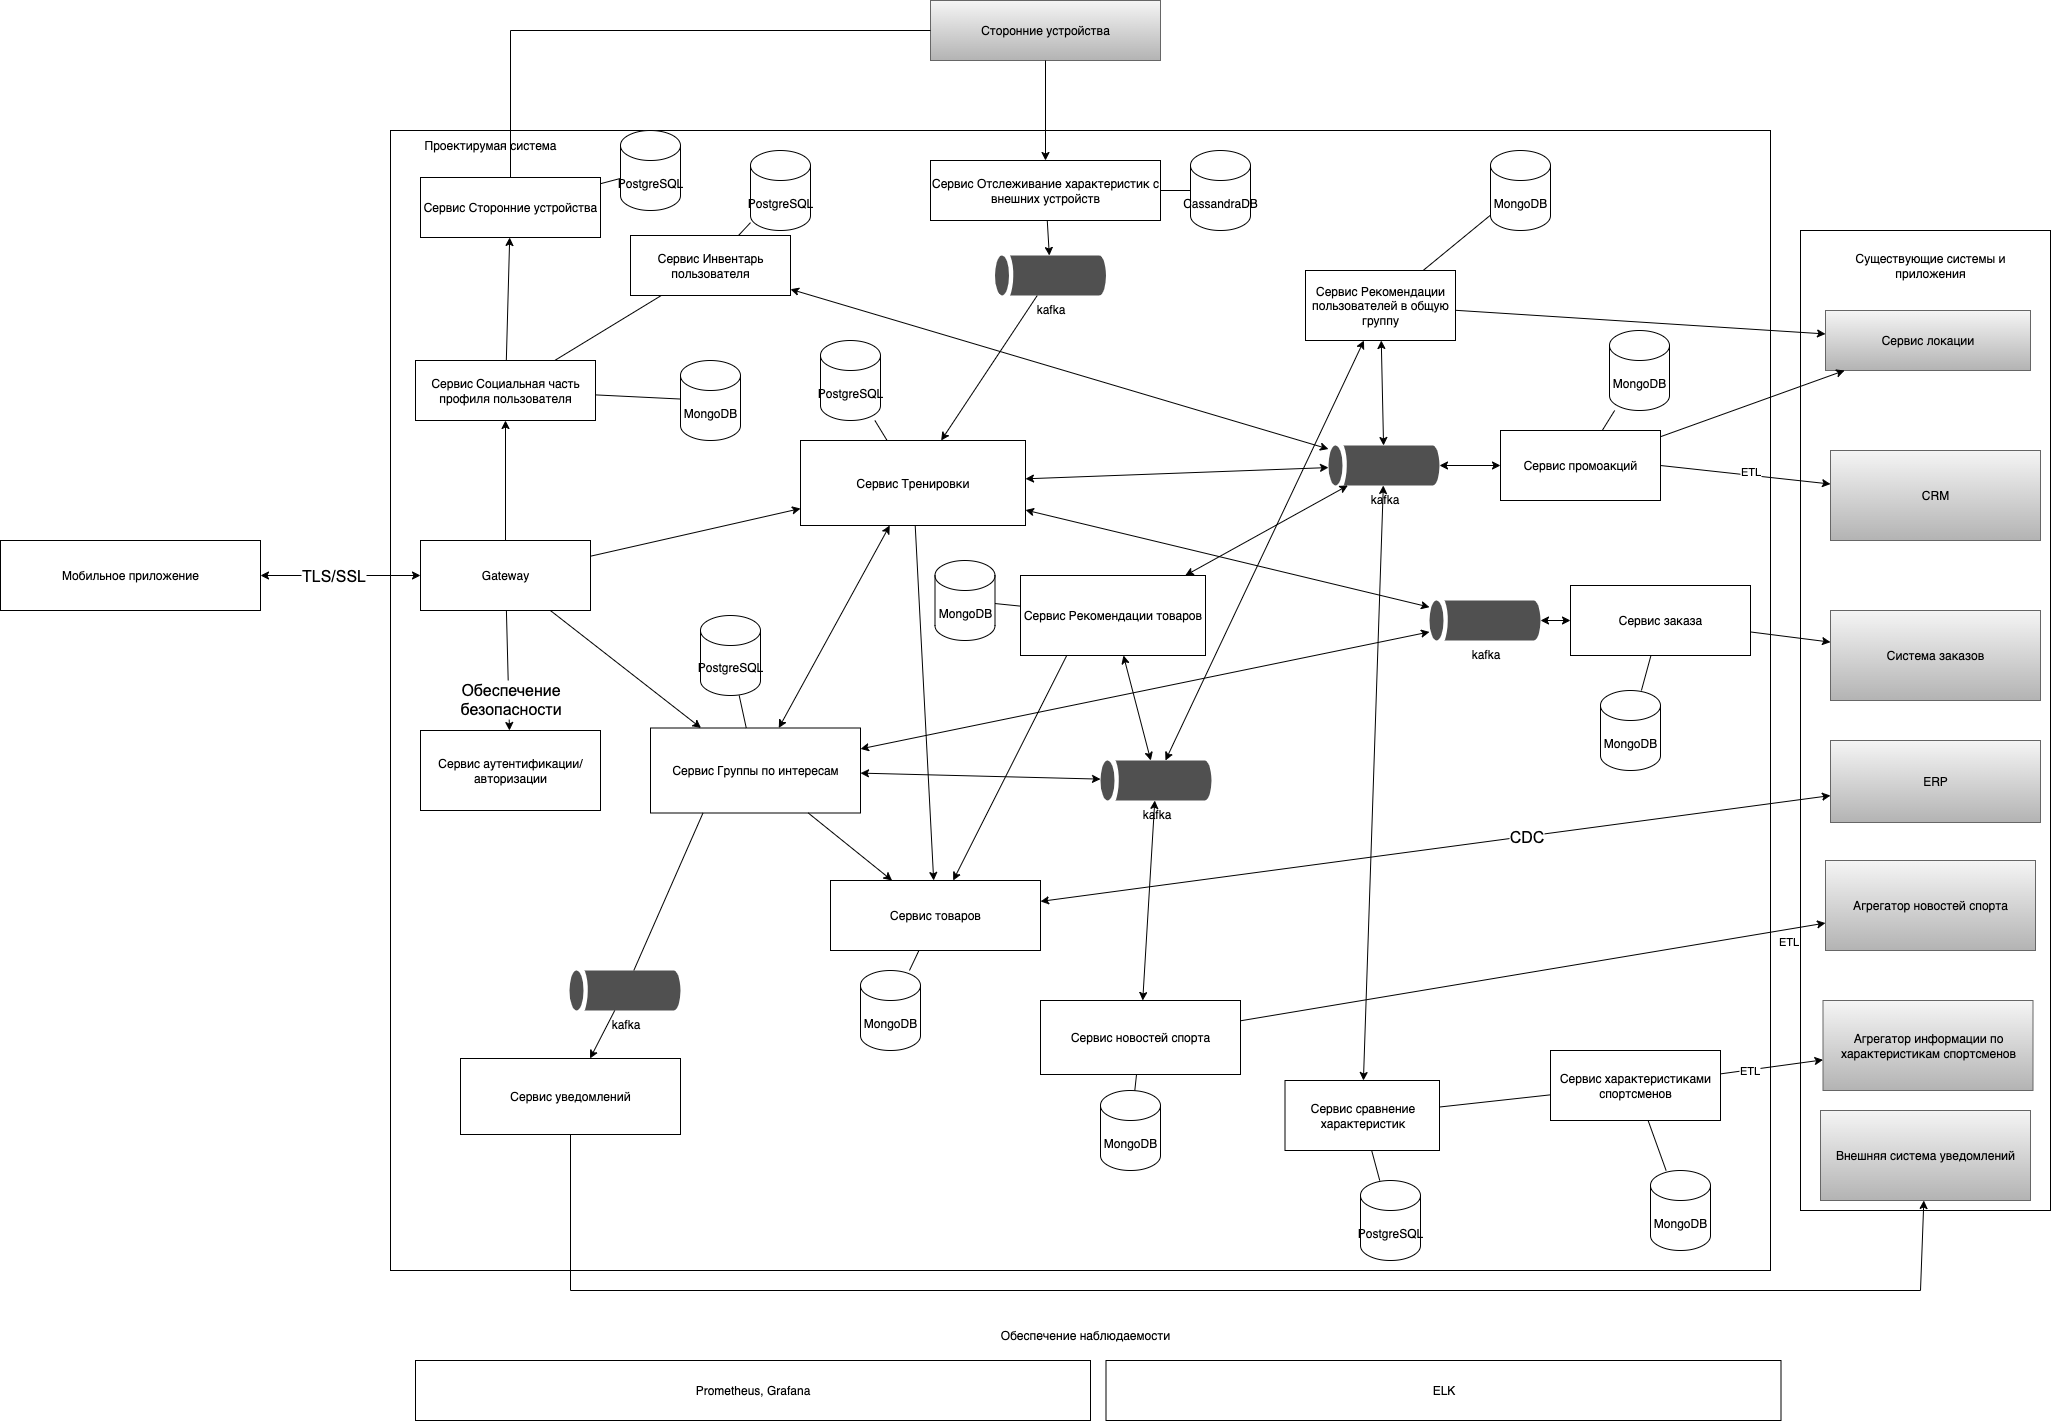 Сторонние устройства
Проектирумая система
PostgreSQL
PostgreSQL
Сервис Сторонние устройства
Сервис Отслеживание характеристик с
внешних устройств
CassandraDB
MongoDB
Сервис Инвентарь
пользователя
kafka
Сервис Рекомендации
пользователей в общую
группу
Существующие системы и
приложения
Сервис локации
Сервис Социальная часть
профиля пользователя
MongoDB
PostgreSQL
MongoDB
Сервис Тренировки
kafka
Сервис промоакций
ETL
CRM
Мобильное приложение
TLS/SSL
Gateway
MongoDB
Сервис Рекомендации товаров
kafka
Сервис заказа
Система заказов
PostgreSQL
Обеспечение
безопасности
MongoDB
Сервис аутентификации/
авторизации
Сервис Группы по интересам
kafka
ERP
CDC
Сервис товаров
Агрегатор новостей спорта
ETL
MongoDB
kafka
Сервис новостей спорта
Агрегатор информации по
характеристикам спортсменов
ETL
Сервис характеристиками
спортсменов
Сервис уведомлений
Сервис сравнение
характеристик
MongoDB
Внешняя система уведомлений
PostgreSQL
MongoDB
Обеспечение наблюдаемости
Prometheus, Grafana
ELK